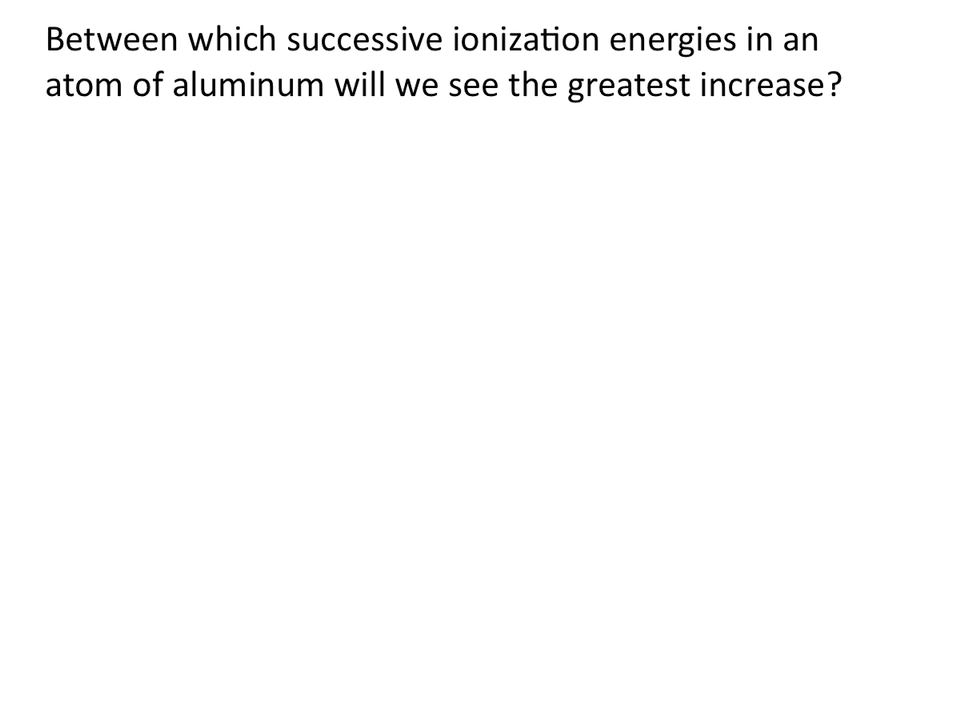 Between which successive ionization energies in an
atom of aluminum will we see the greatest increase?